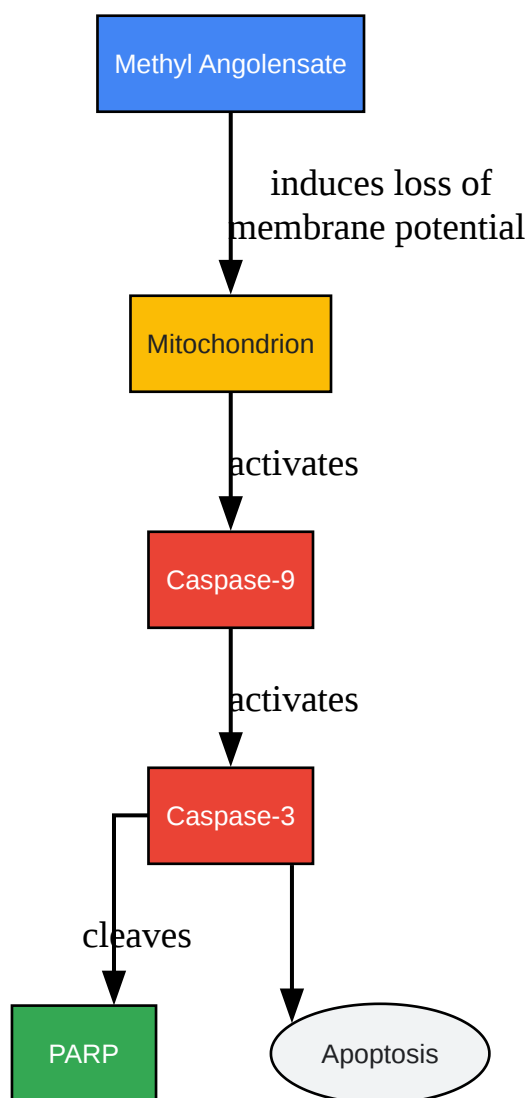 Methyl Angolensate
induces loss of
membrane potential
Mitochondrion
activates
Caspase-9
activates
Caspase-3
cleaves
PARP
Apoptosis